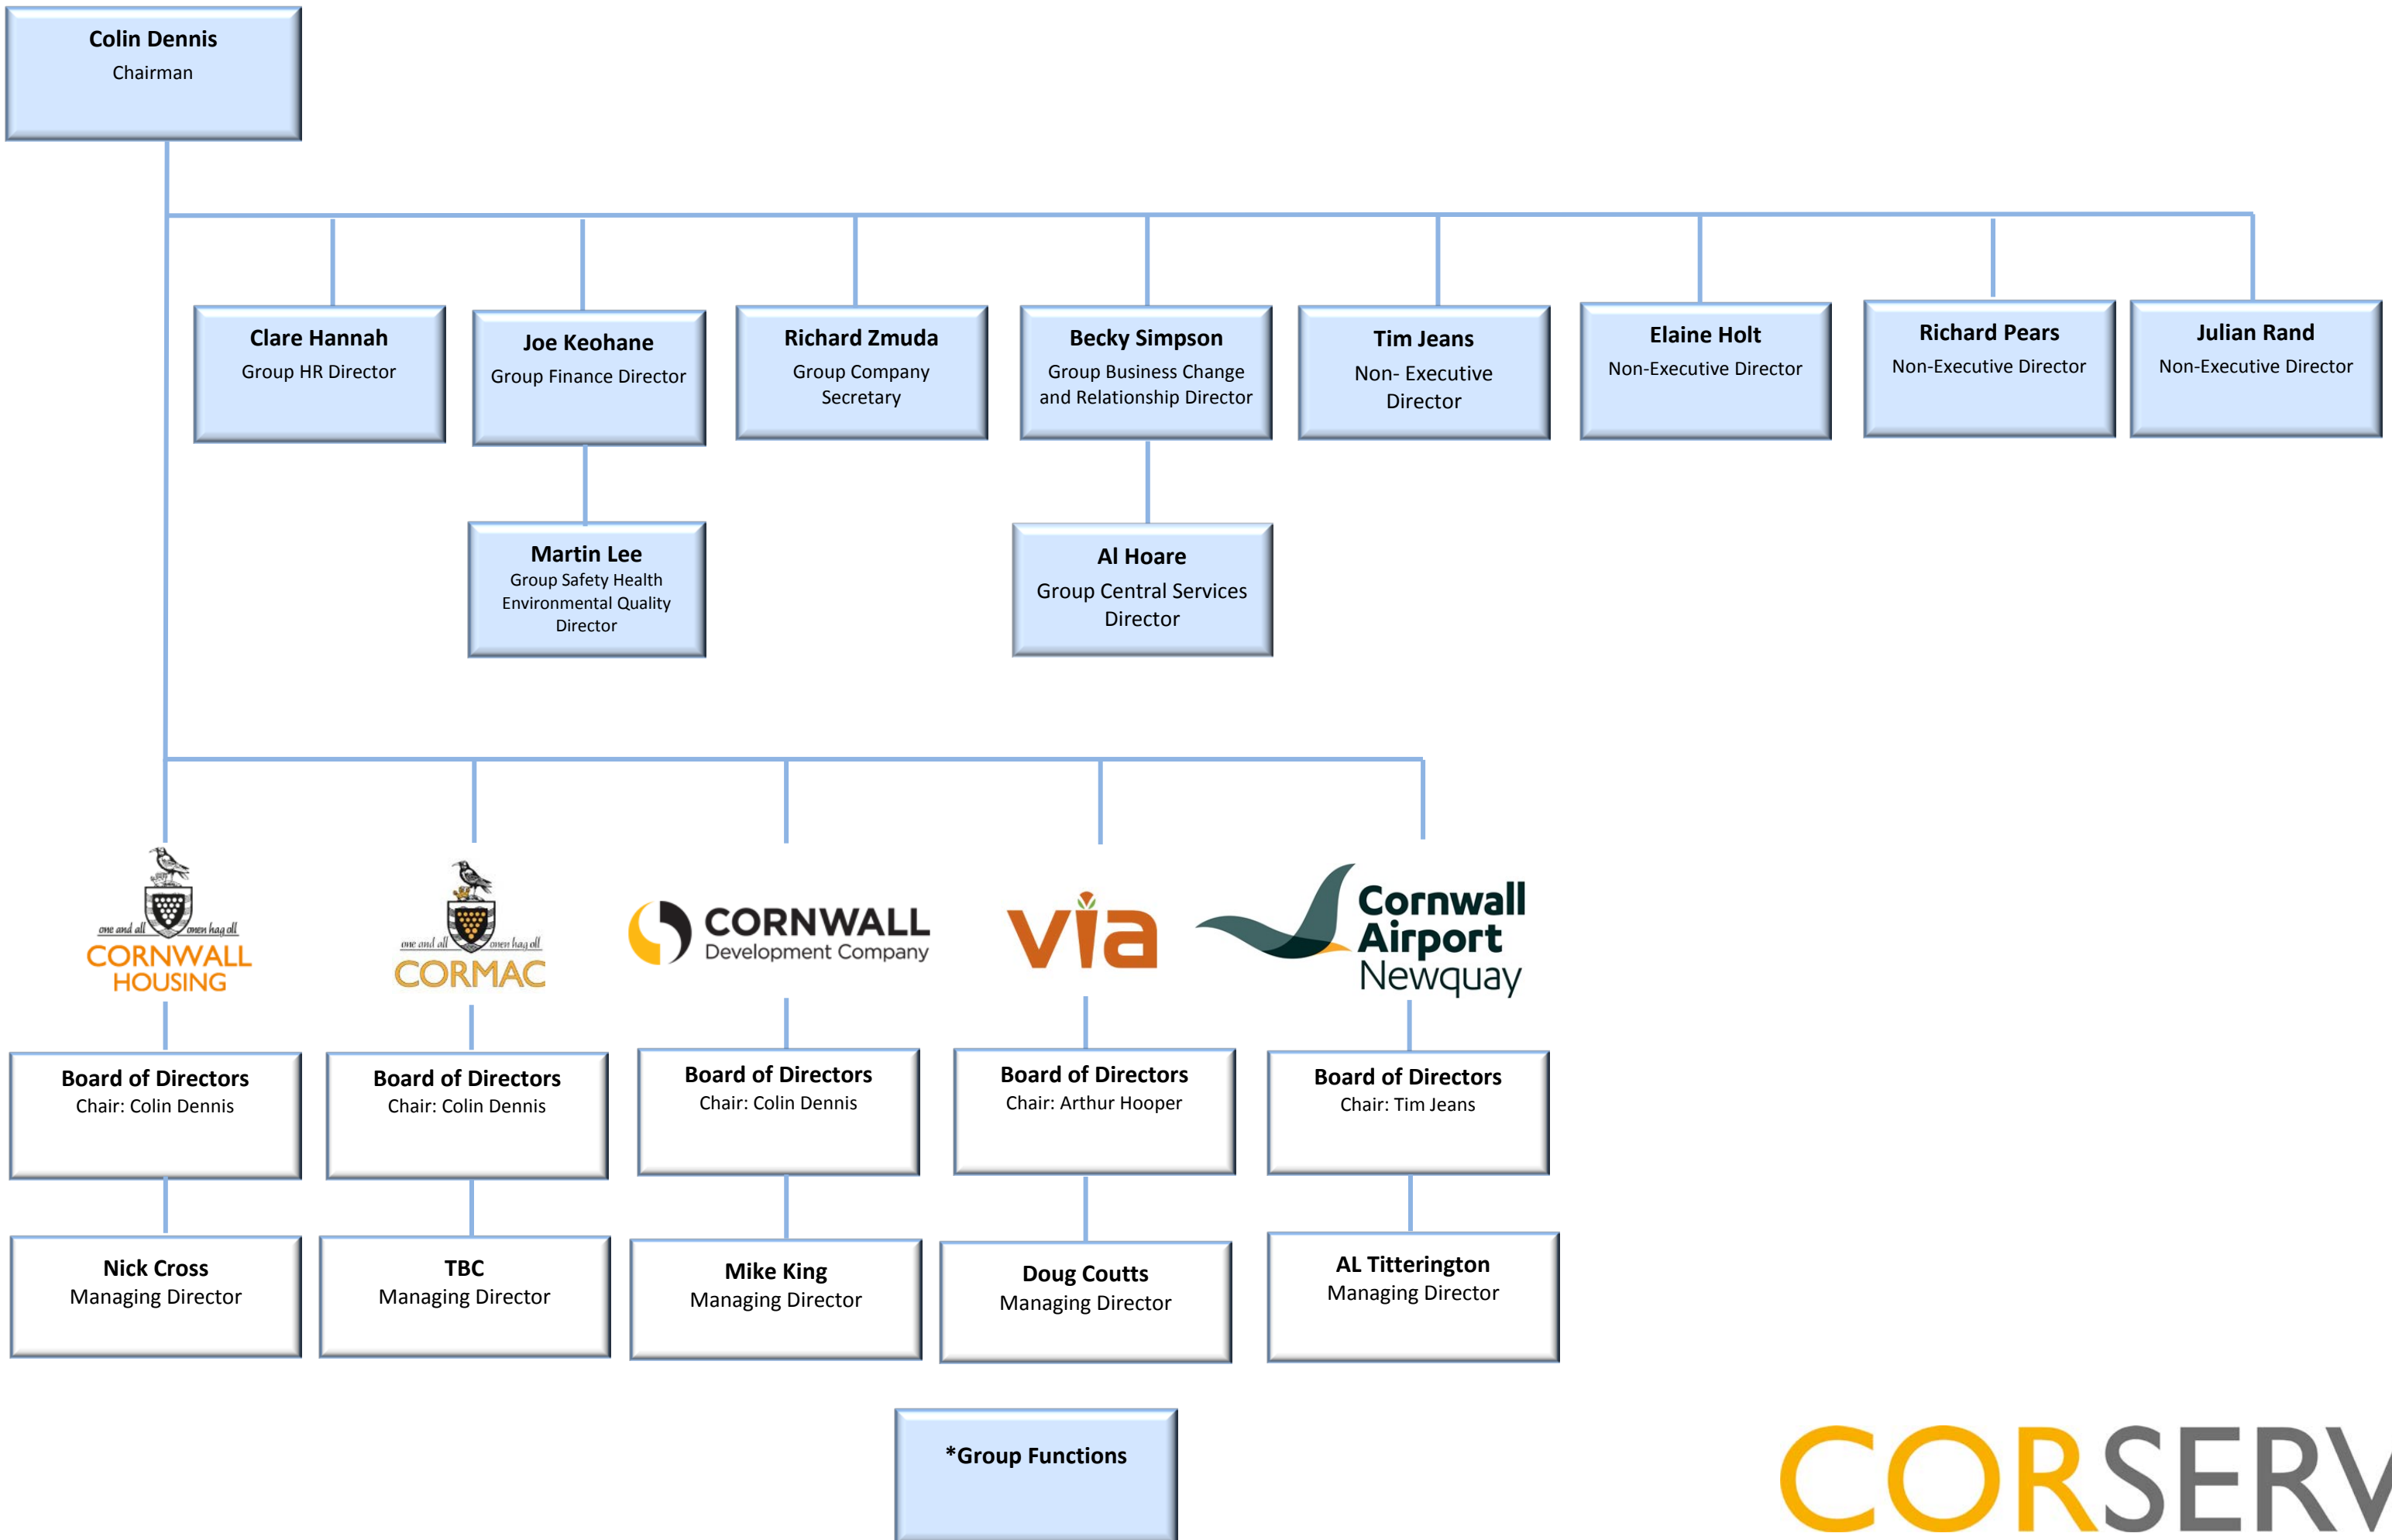 Colin Dennis
Chairman
Clare Hannah
Group HR Director
Joe Keohane
Group Finance Director
Richard Zmuda
Group Company
Secretary
Becky Simpson
Group Business Change
and Relationship Director
Tim Jeans
Non- Executive
Director
Elaine Holt
Non-Executive Director
Richard Pears
Non-Executive Director
Julian Rand
Non-Executive Director
Martin Lee
Group Safety Health
Environmental Quality
Director
Al Hoare
Group Central Services
Director
one and all onen hag oll
CORNWALL
HOUSING
one and all onen hag oll
CORMAC
CORNWALL
Development Company
via
Cornwall
Airport
Newquay
Board of Directors
Chair: Colin Dennis
Board of Directors
Chair: Colin Dennis
Board of Directors
Chair: Colin Dennis
Board of Directors
Chair: Arthur Hooper
Board of Directors
Chair: Tim Jeans
Nick Cross
Managing Director
TBC
Managing Director
Mike King
Managing Director
Doug Coutts
Managing Director
AL Titterington
Managing Director
*Group Functions
CORSERV